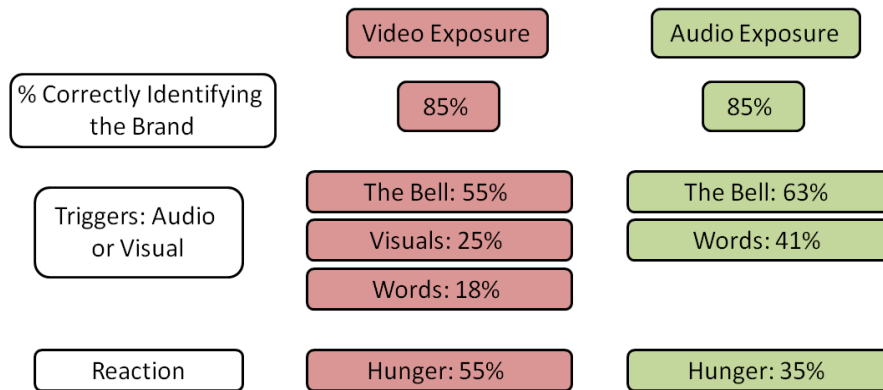 Video Exposure
Audio Exposure
% Correctly Identifying
the Brand
85%
85%
Triggers: Audio
or Visual
The Bell: 55%
Visuals: 25%
Words: 18%
The Bell: 63%
Words: 41%
Reaction
Hunger: 55%
Hunger: 35%